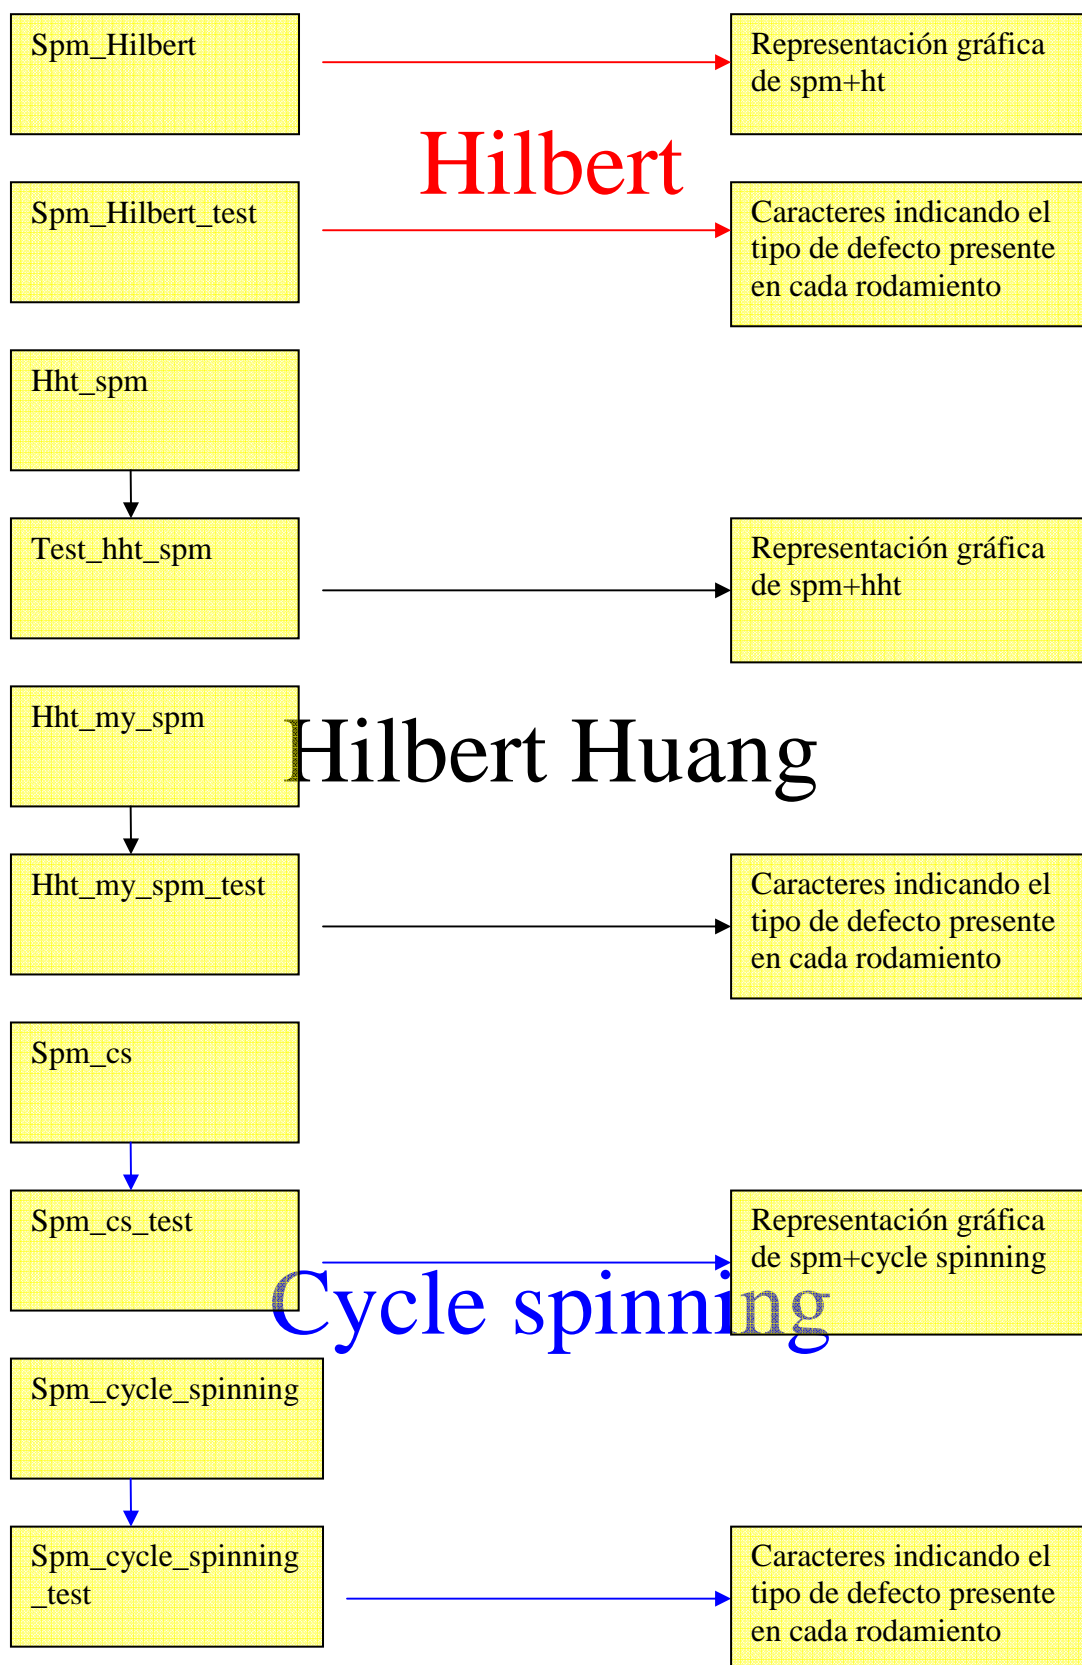 Spm_Hilbert
Representación gráfica
de spm+ht
Hilbert
Spm_Hilbert_test
Caracteres indicando el
tipo de defecto presente
en cada rodamiento
Hht_spm
Test_hht_spm
Representación gráfica
de spm+hht
Hht_my_spm
Hilbert Huang
Hht_my_spm_test
Caracteres indicando el
tipo de defecto presente
en cada rodamiento
Spm_cs
Spm_cs_test
Representación gráfica
de spm+cycle spinning
Cycle spinning
Spm_cycle_spinning
Spm_cycle_spinning
_test
Caracteres indicando el
tipo de defecto presente
en cada rodamiento